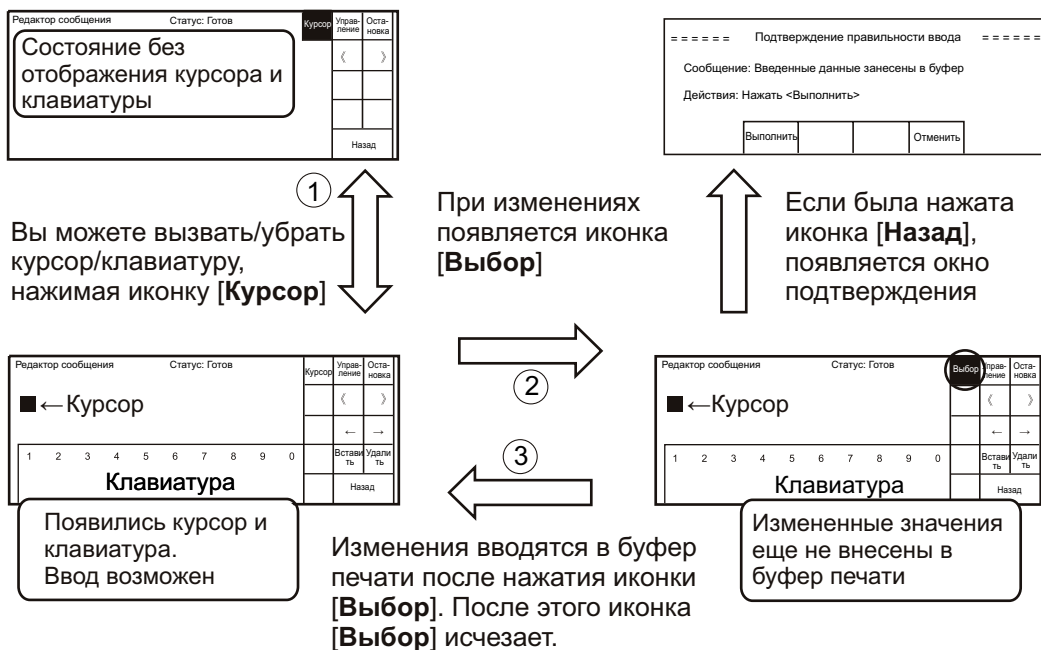 Редактор сообщения Статус: Готов Курсор Управ- Оста-
ление новка
Состояние без
отображения курсора и
клавиатуры
《 》
Назад
= = = = = = Подтверждение правильности ввода = = = = = =
Сообщение: Введенные данные занесены в буфер
Действия: Нажать <Выполнить>
Выполнить Отменить
1
Вы можете вызвать/убрать
курсор/клавиатуру,
нажимая иконку [Курсор]
При изменениях
появляется иконка
[Выбор]
Если была нажата
иконка [Назад],
появляется окно
подтверждения
Редактор сообщения Статус: Готов Курсор Управ- Оста-
ление новка
■←Курсор
《 》
← →
1 2 3 4 5 6 7 8 9 0
Встави Удали
ть ть
Клавиатура
Назад
Появились курсор и
клавиатура.
Ввод возможен
2
3
Изменения вводятся в буфер
печати после нажатия иконки
[Выбор]. После этого иконка
[Выбор] исчезает.
Редактор сообщения Статус: Готов Выбор Управ- Оста-
ление новка
■←Курсор
《 》
← →
1 2 3 4 5 6 7 8 9 0
Встави Удали
ть ть
Клавиатура
Назад
Измененные значения
еще не внесены в
буфер печати